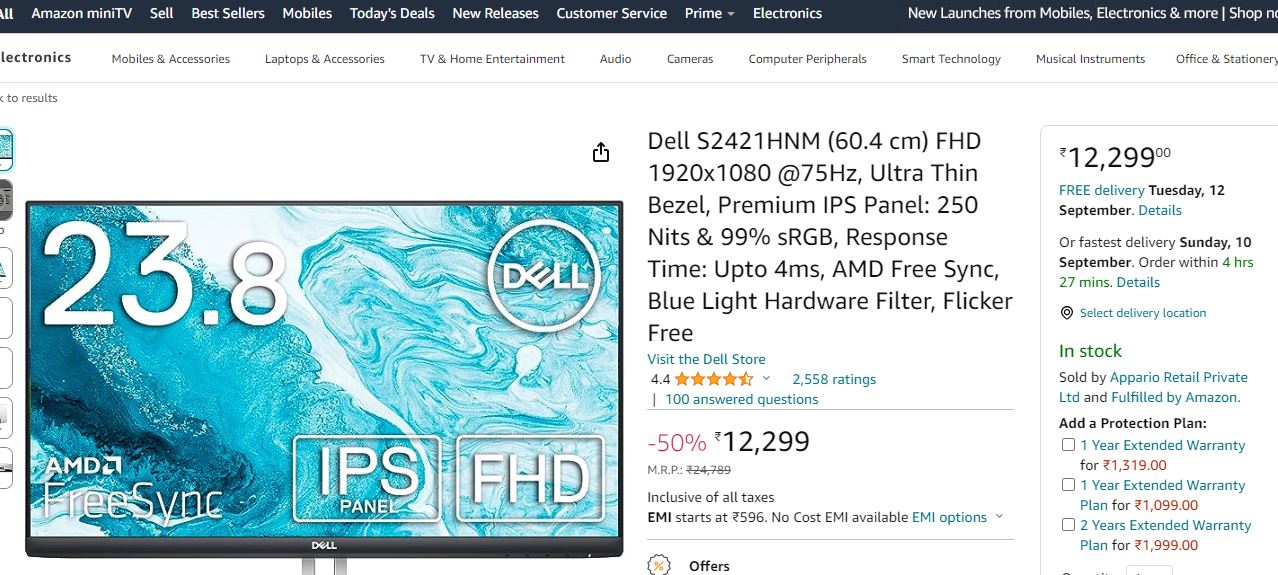 All Amazon miniTV Sell Best Sellers Mobiles Today's Deals New Releases Customer Service Prime Electronics New Launches from Mobiles, Electronics & more | Shop no
lectronics Mobiles & Accessories Laptops & Accessories TV & Home Entertainment Audio Cameras Computer Peripherals Smart Technology Musical Instruments Office & Stationery
k to results
23.8
DELL
AMD
FreeSync
IPS
PANEL
FHD
DELL
Dell S2421HNM (60.4 cm) FHD
1920x1080 @75Hz, Ultra Thin
Bezel, Premium IPS Panel: 250
Nits & 99% sRGB, Response
Time: Upto 4ms, AMD Free Sync,
Blue Light Hardware Filter, Flicker
Free
Visit the Dell Store
4.4 2,558 ratings
| 100 answered questions
-50% ₹12,299
M.R.P.: ₹24,789
Inclusive of all taxes
EMI starts at ₹596. No Cost EMI available EMI options
% Offers
₹12,29900
FREE delivery Tuesday, 12
September. Details
Or fastest delivery Sunday, 10
September. Order within 4 hrs
27 mins. Details
Select delivery location
In stock
Sold by Appario Retail Private
Ltd and Fulfilled by Amazon.
Add a Protection Plan:
1 Year Extended Warranty
for ₹1,319.00
1 Year Extended Warranty
Plan for ₹1,099.00
2 Years Extended Warranty
Plan for ₹1,999.00